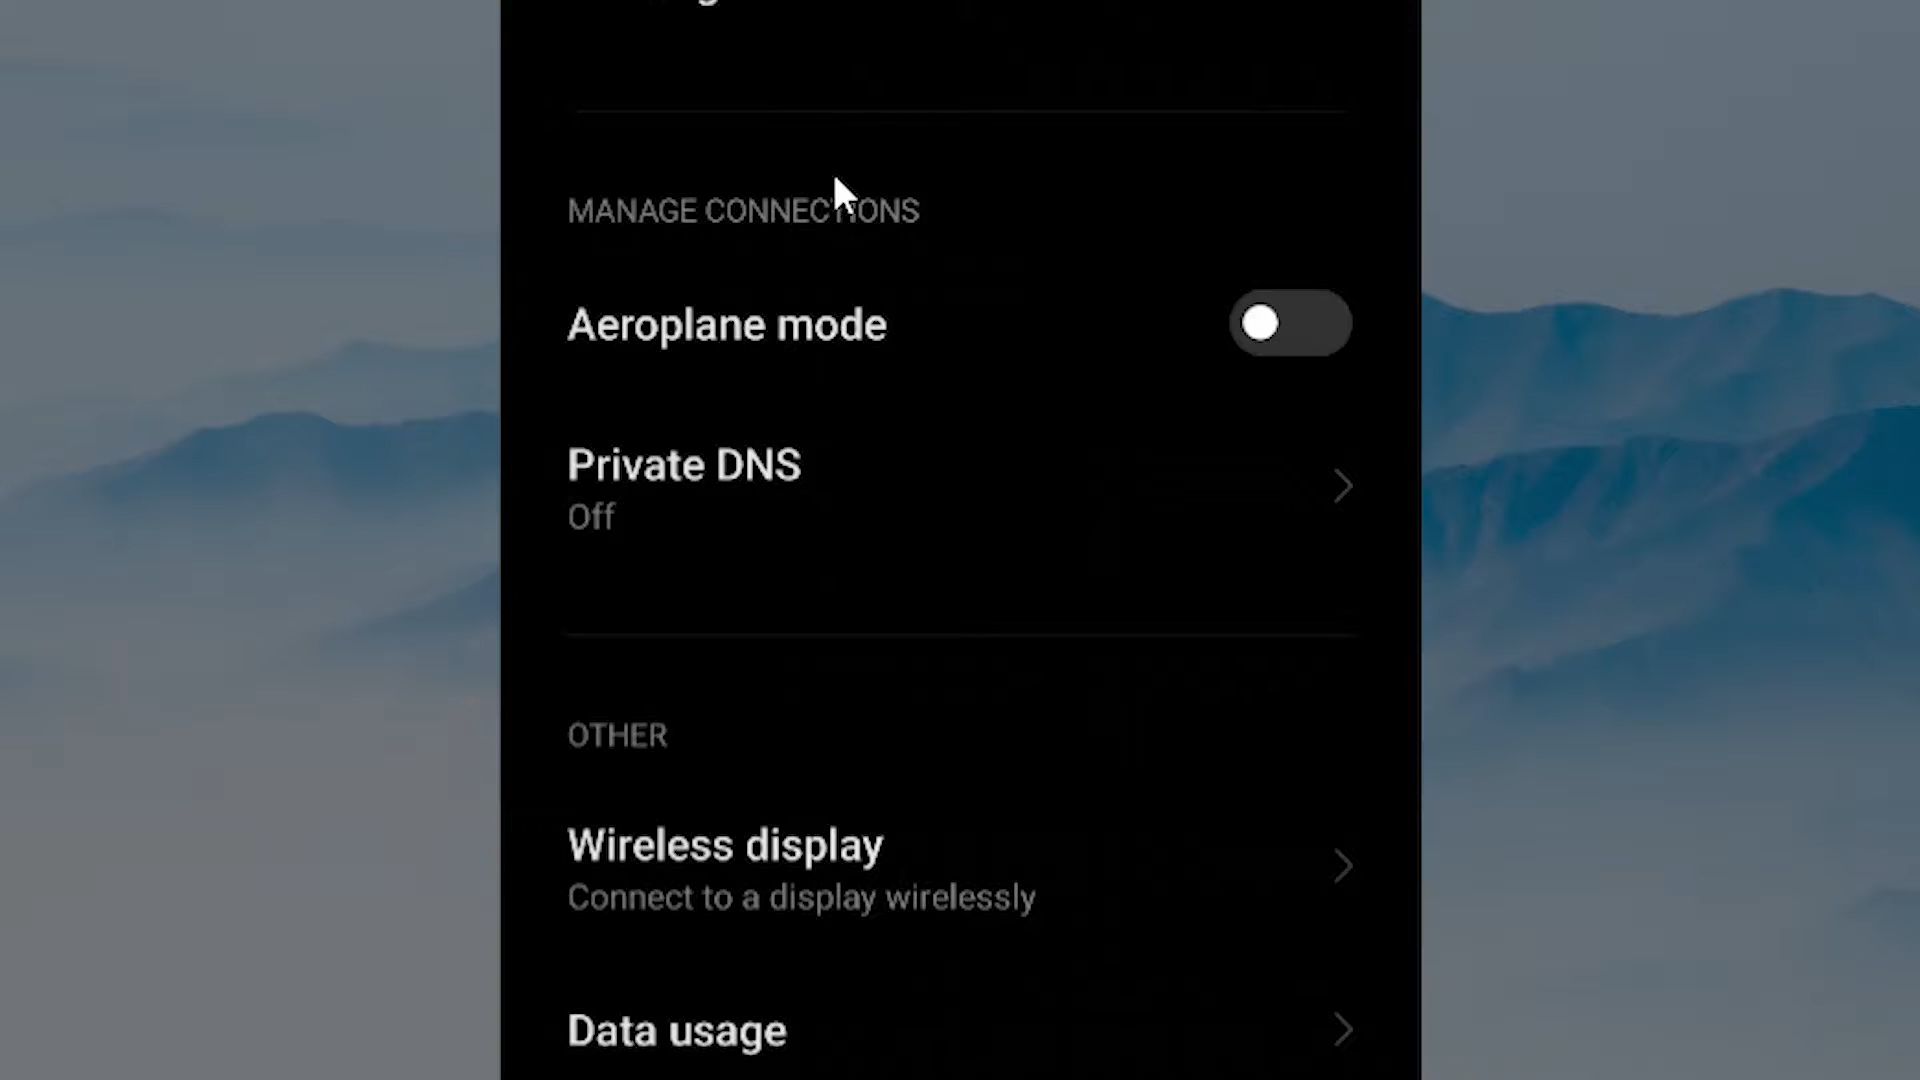 MANAGE CONNECTIONS
Aeroplane mode
Private DNS
Off
OTHER
Wireless display
Connect to a display wirelessly
Data usage